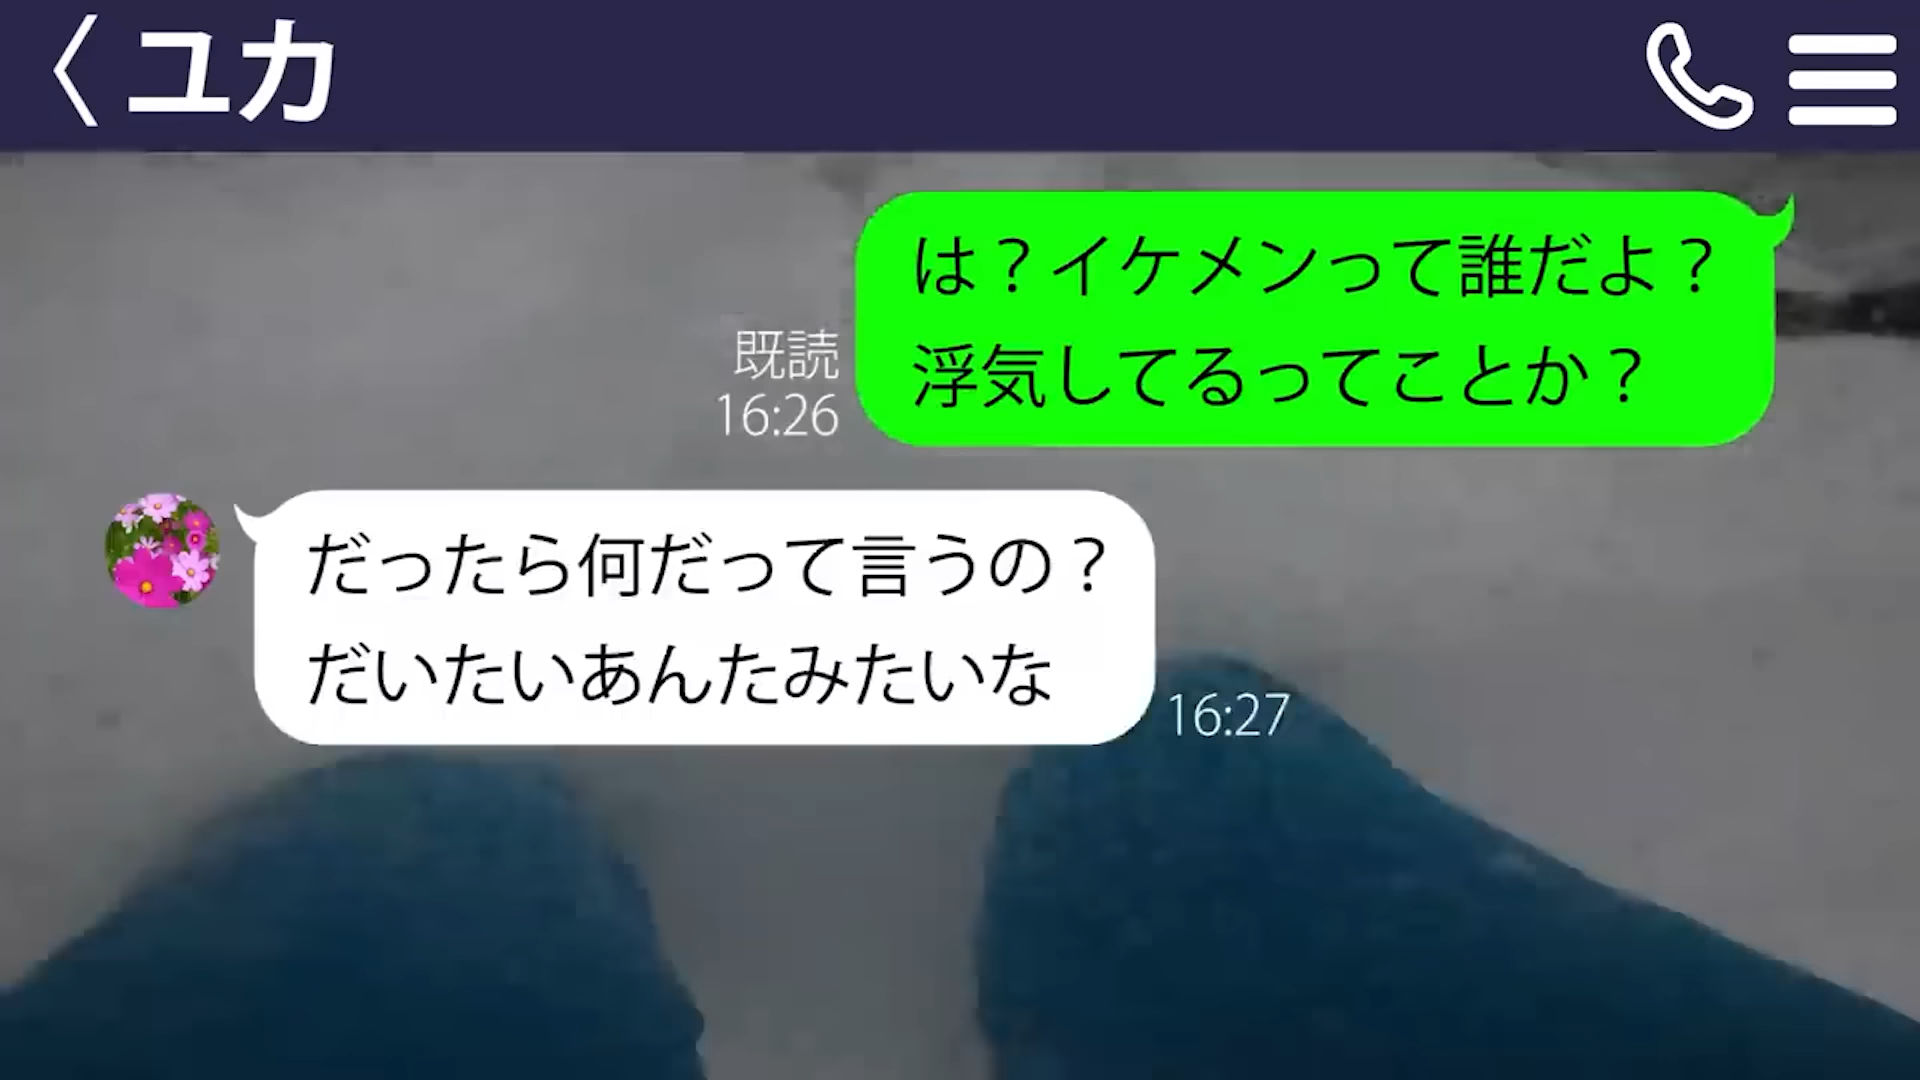 ユカ
は？イケメンって誰だよ？
浮気してるってことか？
既読
16:26
だったら何だって言うの？
だいたいあんたみたいな
16:27